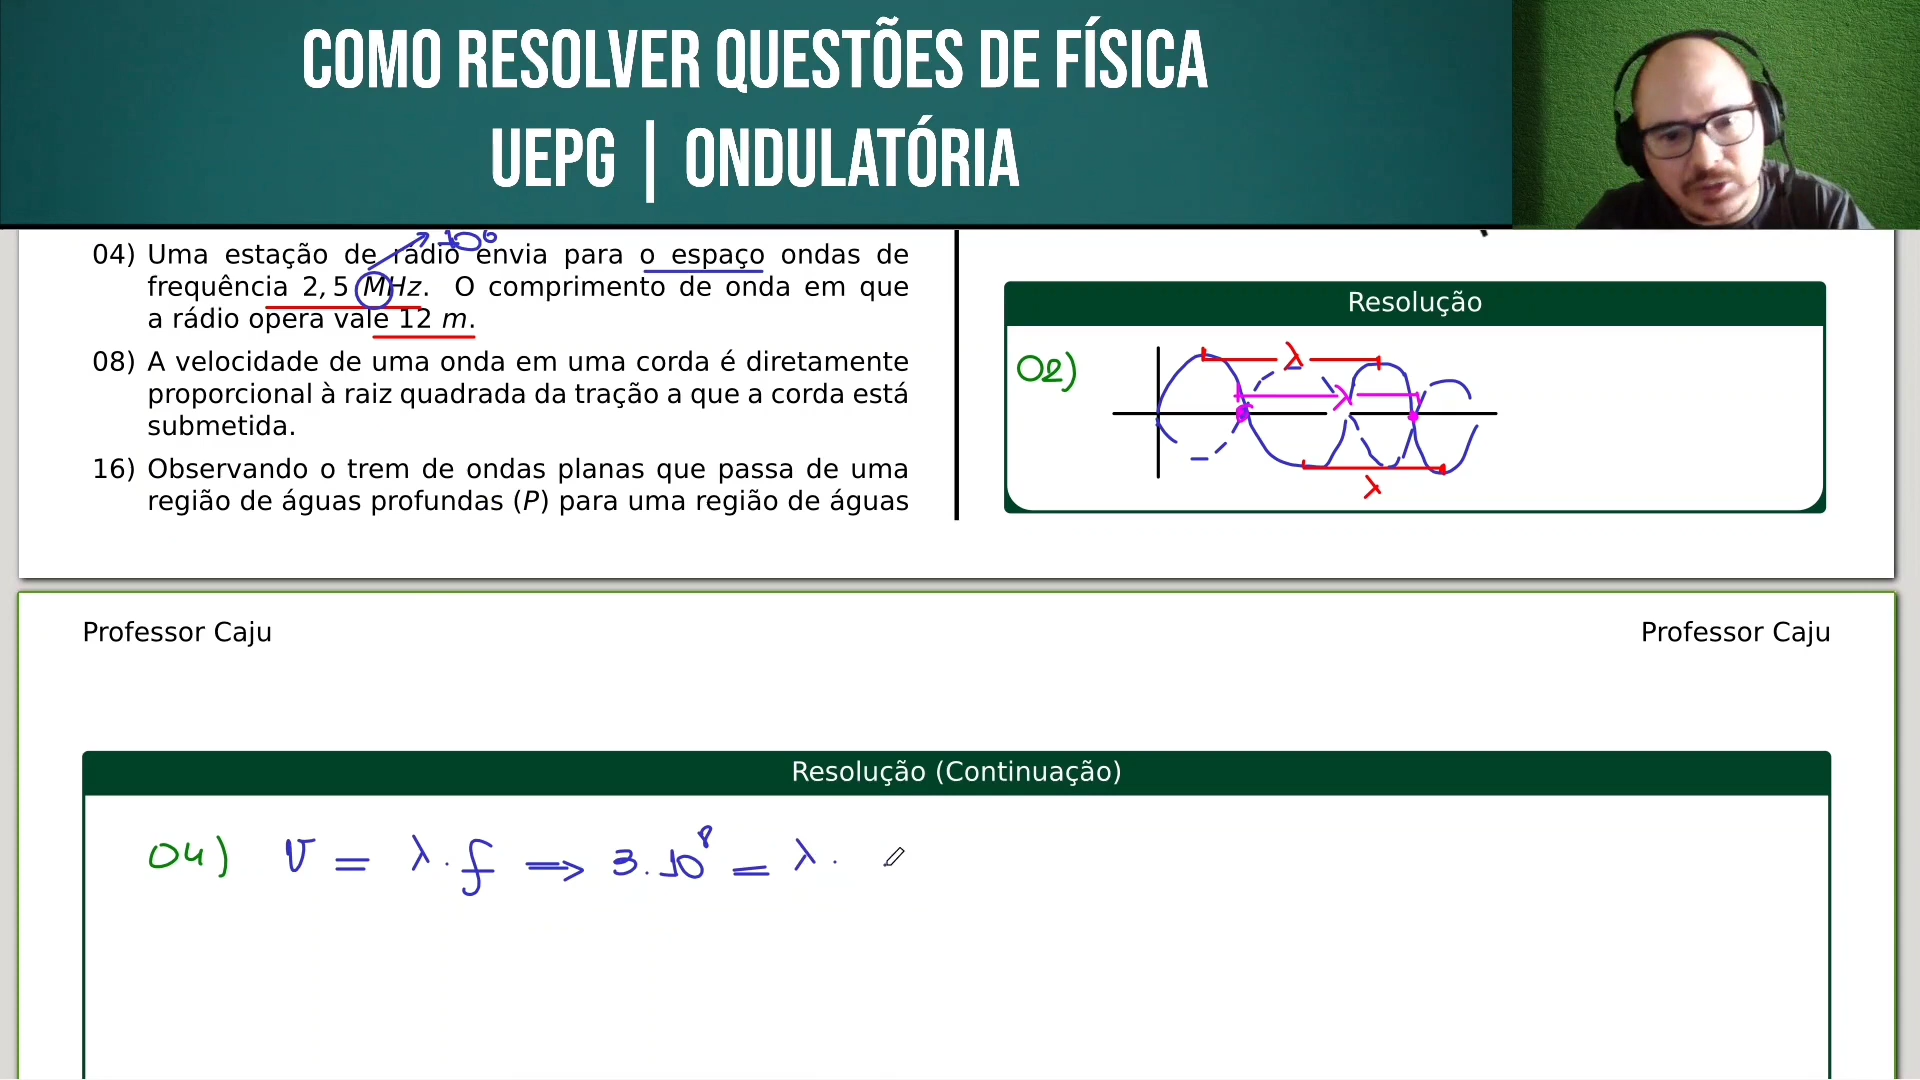 COMO RESOLVER QUESTÕES DE FÍSICA
UEPG | ONDULATÓRIA
10⁶
04) Uma estação de rádio envia para o espaço ondas de
frequência 2,5 MHz. O comprimento de onda em que
a rádio opera vale 12 m.
08) A velocidade de uma onda em uma corda é diretamente
proporcional à raiz quadrada da tração a que a corda está
submetida.
16) Observando o trem de ondas planas que passa de uma
região de águas profundas (P) para uma região de águas
Resolução
02)
λ
λ
λ
Professor Caju
Professor Caju
Resolução (Continuação)
04) v = λ . f ⟹ 3.10⁸ = λ .